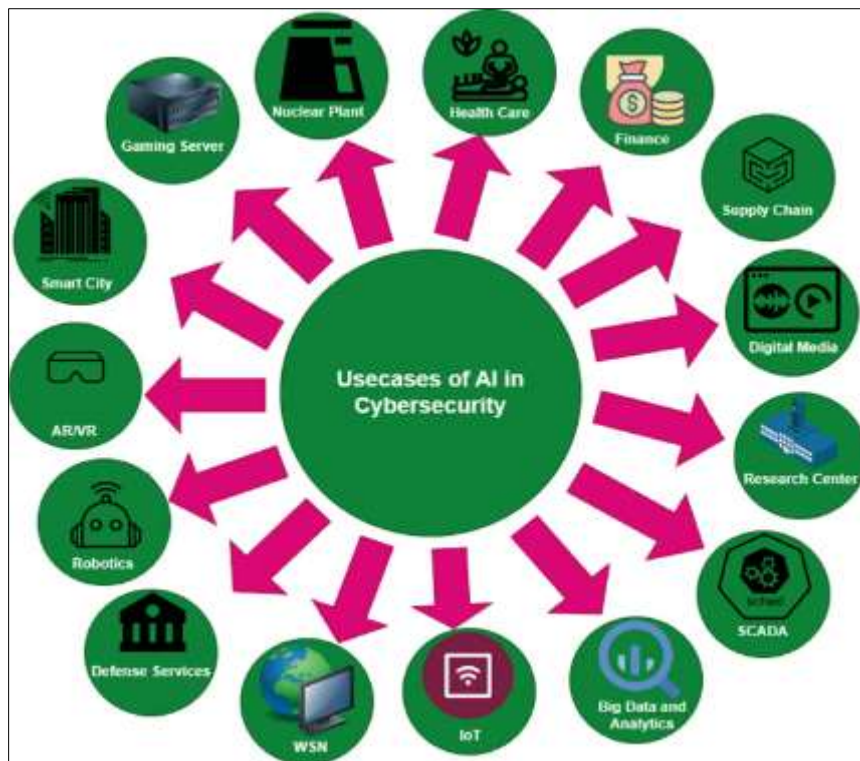 Nuclear Plant
Health Care
Finance
Supply Chain
Digital Media
Research Center
SCADA
Big Data and
Analytics
IoT
WSN
Defense Services
Robotics
AR/VR
Smart City
Gaming Server
Usecases of AI in
Cybersecurity